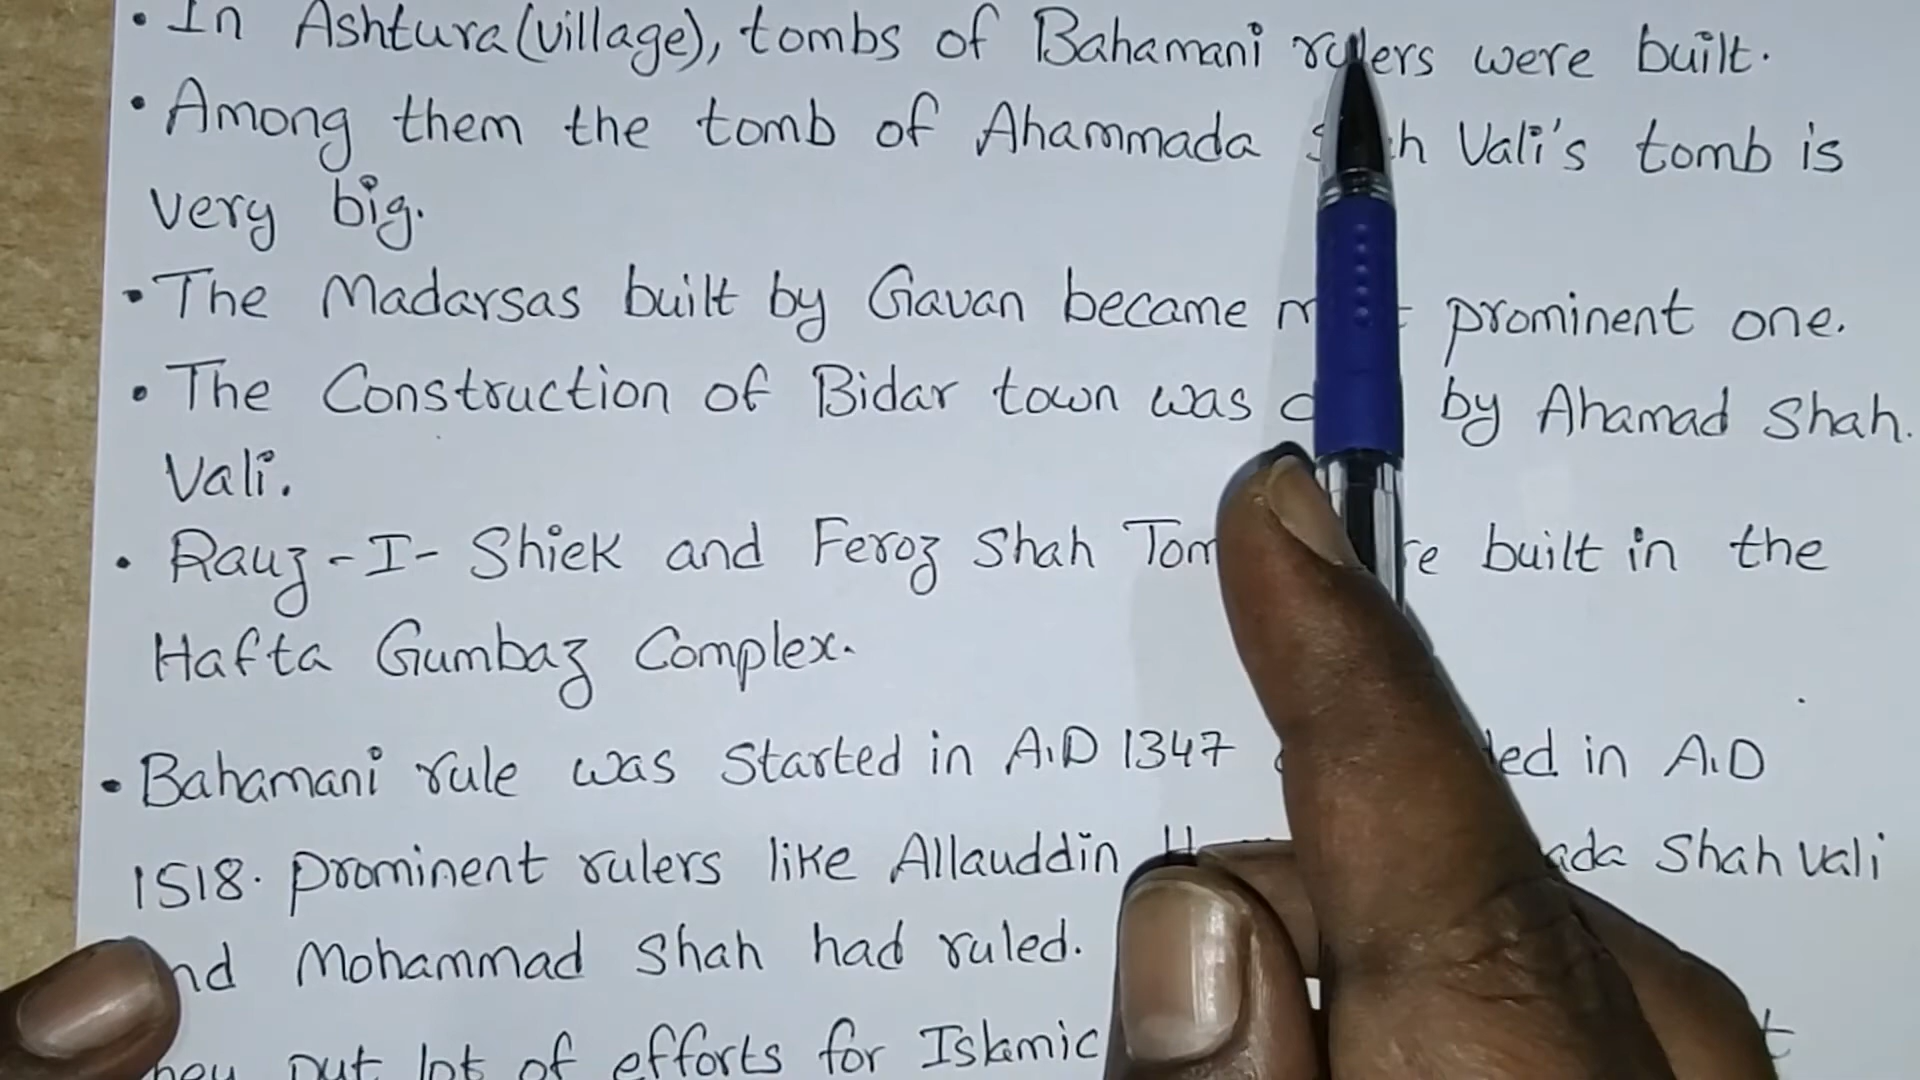 • In Ashtura(village), tombs of Bahamani rulers were built.
• Among them the tomb of Ahammada Vali's tomb is
very big.
• The Madarsas built by Gavan became prominent one.
• The Construction of Bidar town was by Ahamad Shah.
Vali.
• Rauz-I- Shiek and Feroz Shah built in the
Hafta Gumbaz Complex.
• Bahamani rule was Started in A.D 1347 in A.D
1518. Prominent rulers like Allauddin Shah Vali
Mohammad Shah had ruled.
put lot of efforts for Islamic